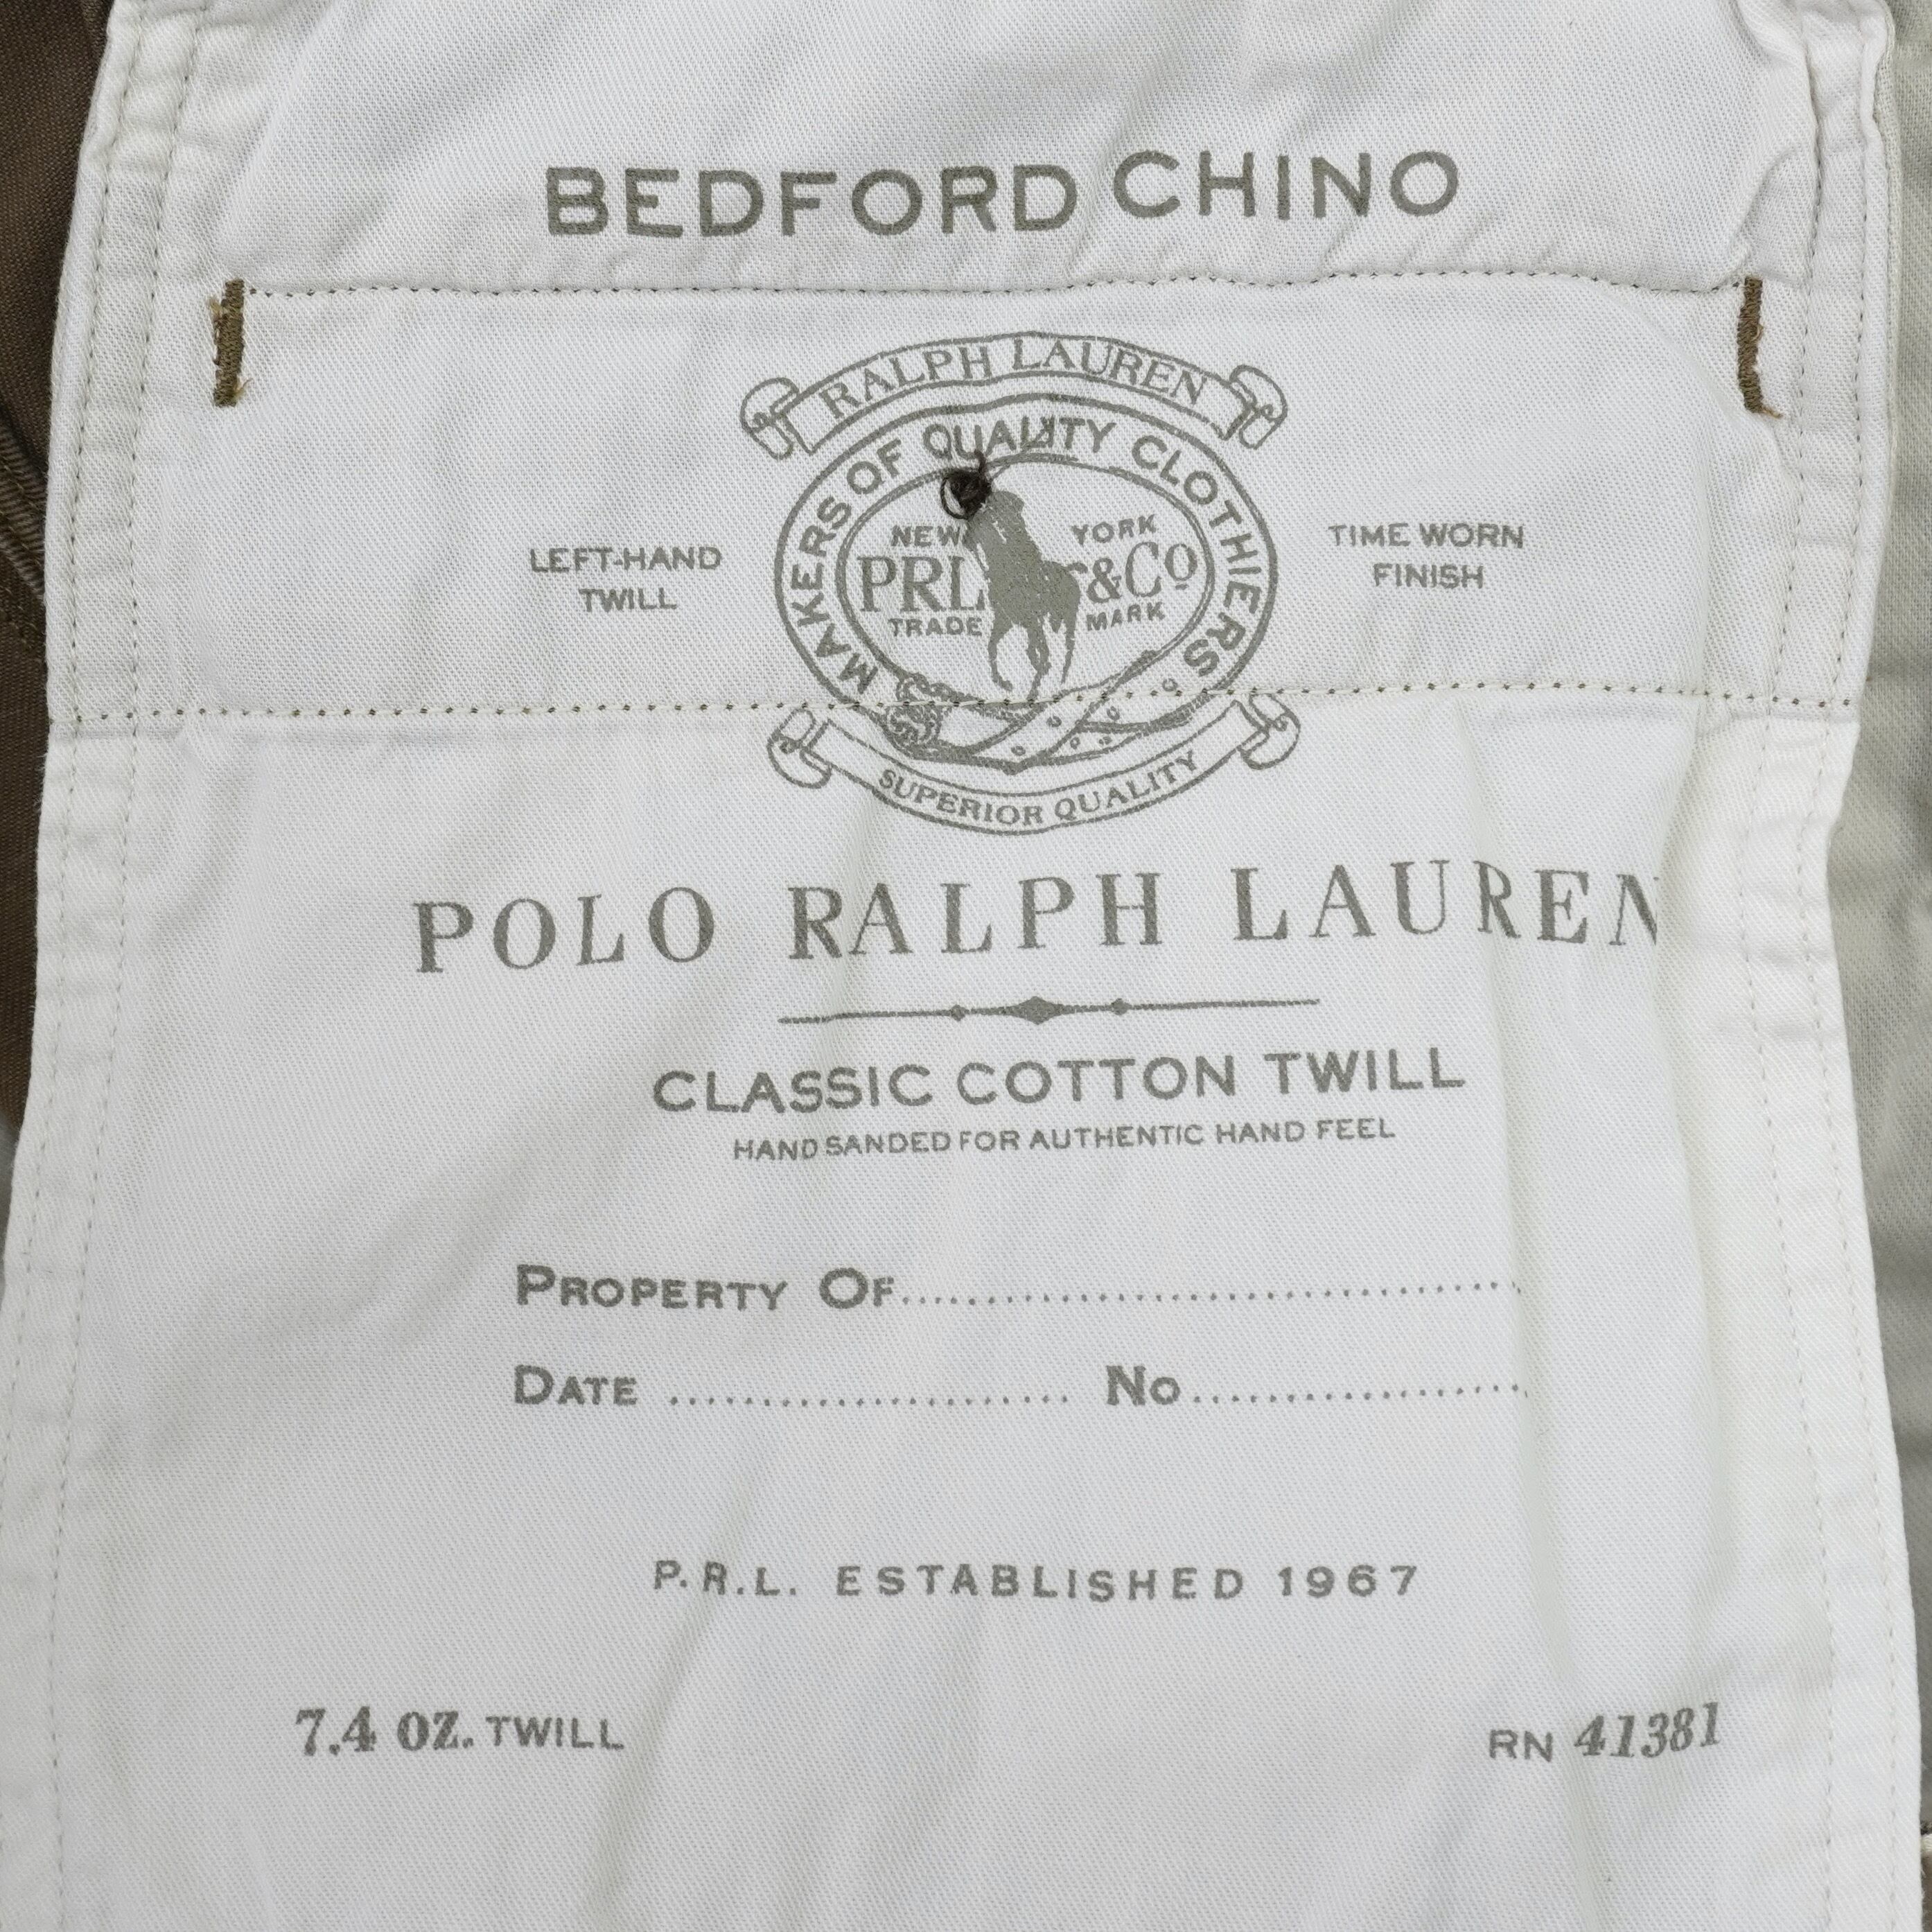 BEDFORD CHINO
RALPH LAUREN
MAKERS OF QUALITY CLOTHIERS
NEW YORK
PRL &Co
TRADE MARK
LEFT-HAND
TWILL
TIME WORN
FINISH
SUPERIOR QUALITY
POLO RALPH LAUREN
CLASSIC COTTON TWILL
HAND SANDED FOR AUTHENTIC HAND FEEL
PROPERTY OF..............................
DATE ...................... NO..................
P.R.L. ESTABLISHED 1967
7.4 OZ. TWILL
RN 41381